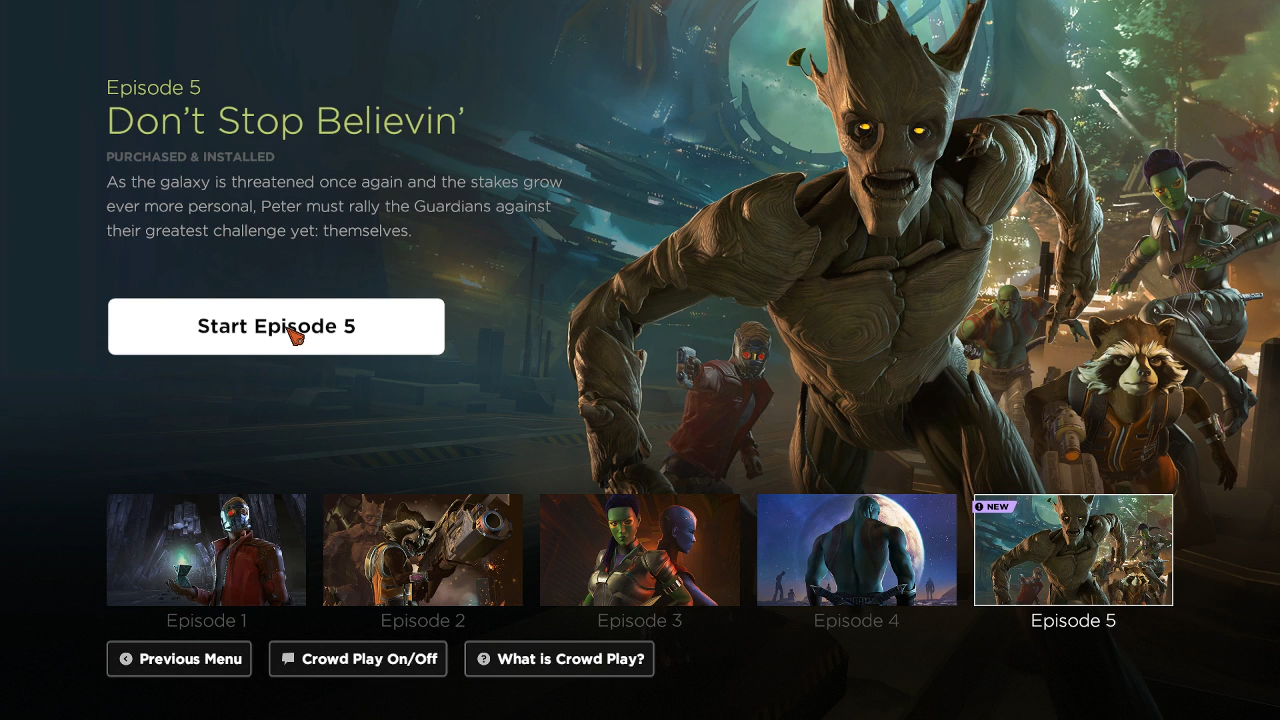 Episode 5
Don't Stop Believin'
PURCHASED & INSTALLED
As the galaxy is threatened once again and the stakes grow
ever more personal, Peter must rally the Guardians against
their greatest challenge yet: themselves.
Start Episode 5
NEW
Episode 1
Episode 2
Episode 3
Episode 4
Episode 5
Previous Menu
Crowd Play On/Off
What is Crowd Play?